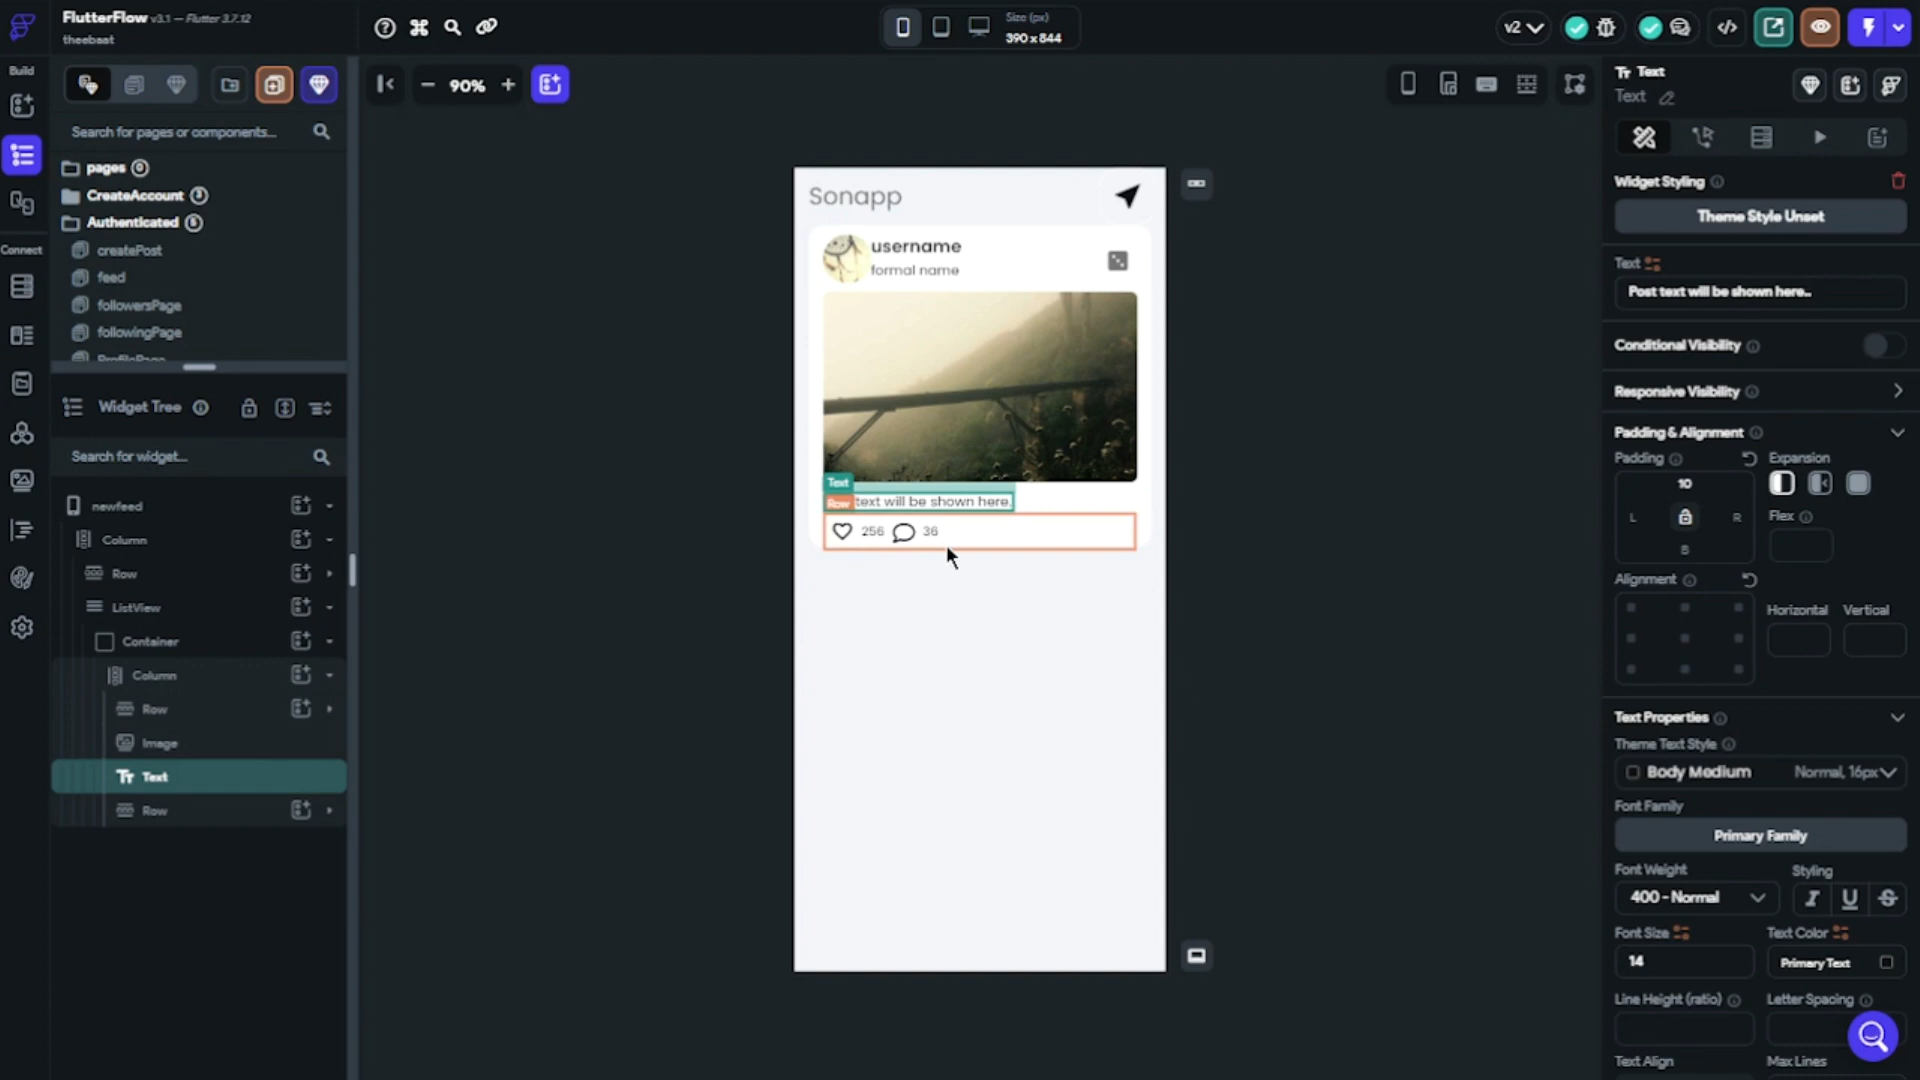 FlutterFlow v3.1 — Flutter 3.7.12
theebaat
Size (px)
390 x 844
v2
Build
90%
Search for pages or components...
pages 0
CreateAccount 3
Authenticated
createPost
feed
followersPage
followingPage
ProfilePage
Connect
Widget Tree
Search for widget...
newfeed
Column
Row
ListView
Container
Column
Row
Image
Text
Row
Sonapp
username
formal name
Text
Row
text will be shown here.
256
36
Text
Text
Widget Styling
Theme Style Unset
Text
Post text will be shown here..
Conditional Visibility
Responsive Visibility
Padding & Alignment
Padding
Expansion
10
L
R
B
Flex
Alignment
Horizontal
Vertical
Text Properties
Theme Text Style
Body Medium
Normal, 16px
Font Family
Primary Family
Font Weight
Styling
400 - Normal
I U S
Font Size
Text Color
14
Primary Text
Line Height (ratio)
Letter Spacing
Text Align
Max Lines